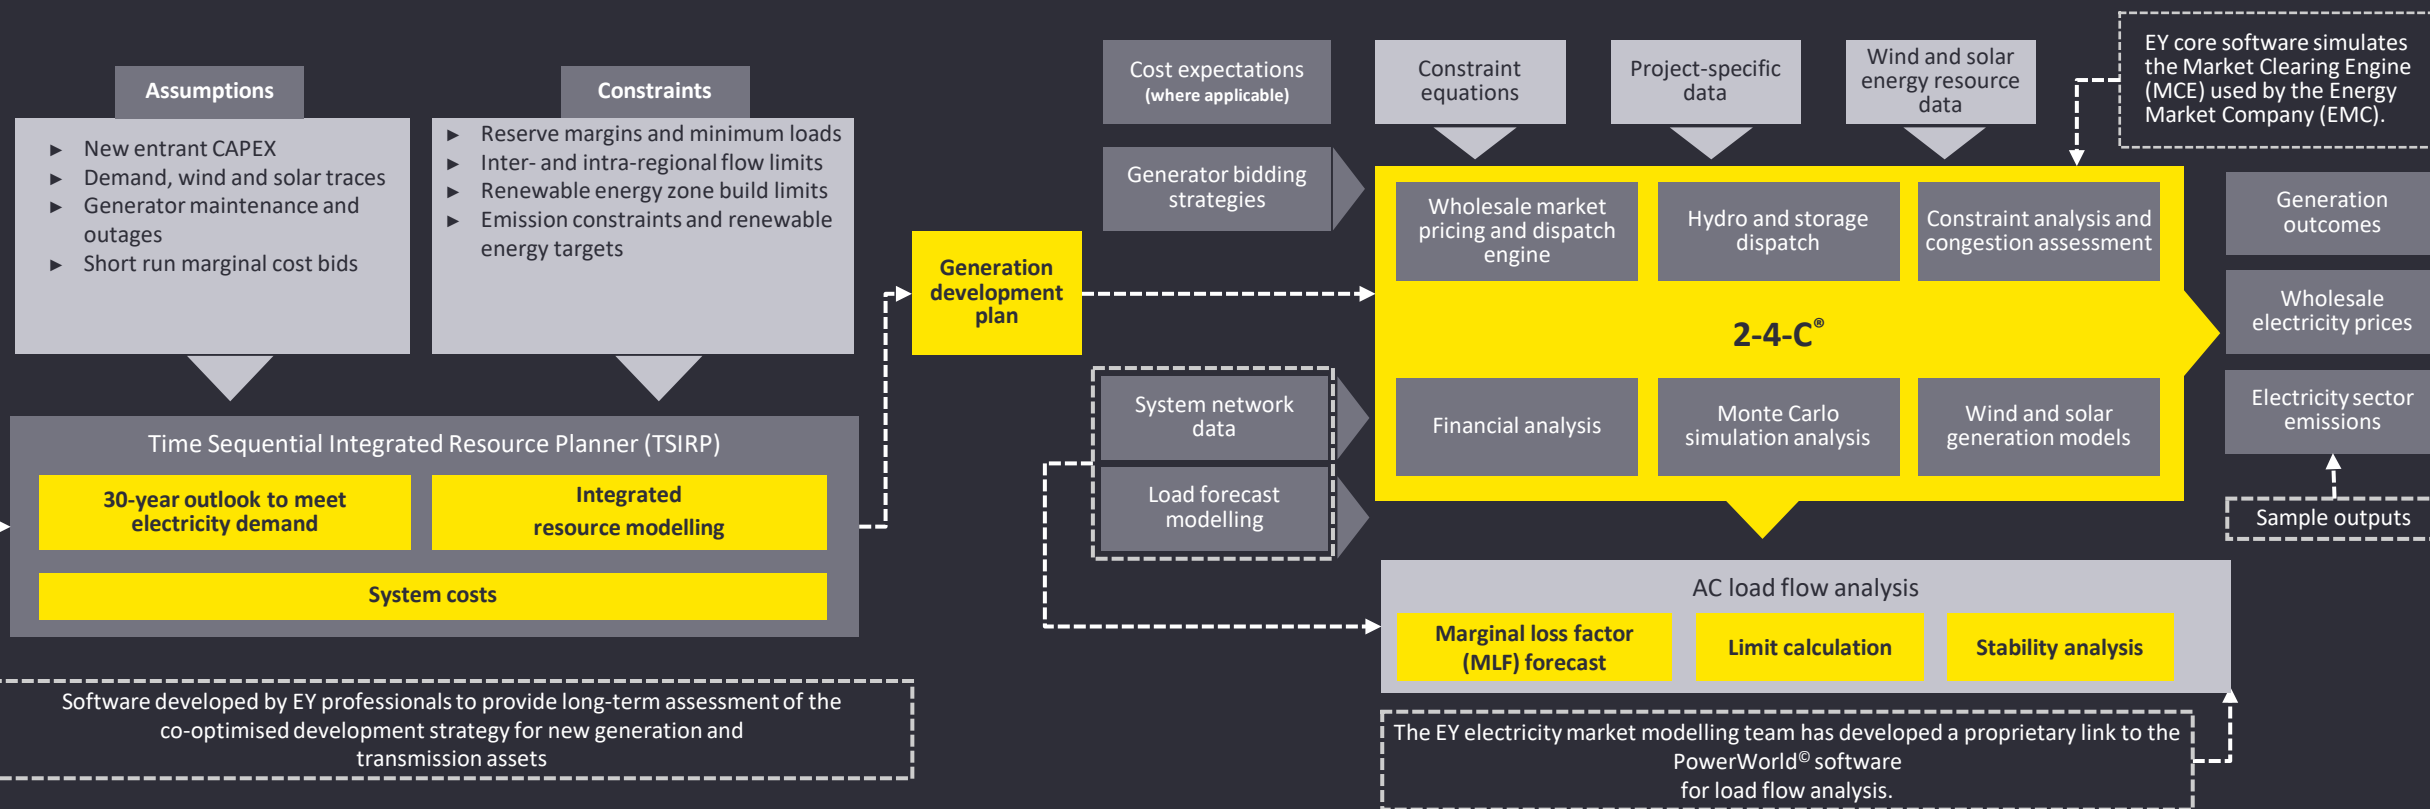 Assumptions
► New entrant CAPEX
► Demand, wind and solar traces
► Generator maintenance and
outages
► Short run marginal cost bids
Constraints
► Reserve margins and minimum loads
► Inter- and intra-regional flow limits
► Renewable energy zone build limits
► Emission constraints and renewable
energy targets
Time Sequential Integrated Resource Planner (TSIRP)
30-year outlook to meet
electricity demand
Integrated
resource modelling
System costs
Software developed by EY professionals to provide long-term assessment of the
co-optimised development strategy for new generation and
transmission assets
Generation
development
plan
Cost expectations
(where applicable)
Generator bidding
strategies
System network
data
Load forecast
modelling
Constraint
equations
Project-specific
data
Wind and solar
energy resource
data
EY core software simulates
the Market Clearing Engine
(MCE) used by the Energy
Market Company (EMC).
Wholesale market
pricing and dispatch
engine
Hydro and storage
dispatch
Constraint analysis and
congestion assessment
2-4-C®
Financial analysis
Monte Carlo
simulation analysis
Wind and solar
generation models
Generation
outcomes
Wholesale
electricity prices
Electricity sector
emissions
Sample outputs
AC load flow analysis
Marginal loss factor
(MLF) forecast
Limit calculation
Stability analysis
The EY electricity market modelling team has developed a proprietary link to the
PowerWorld© software
for load flow analysis.